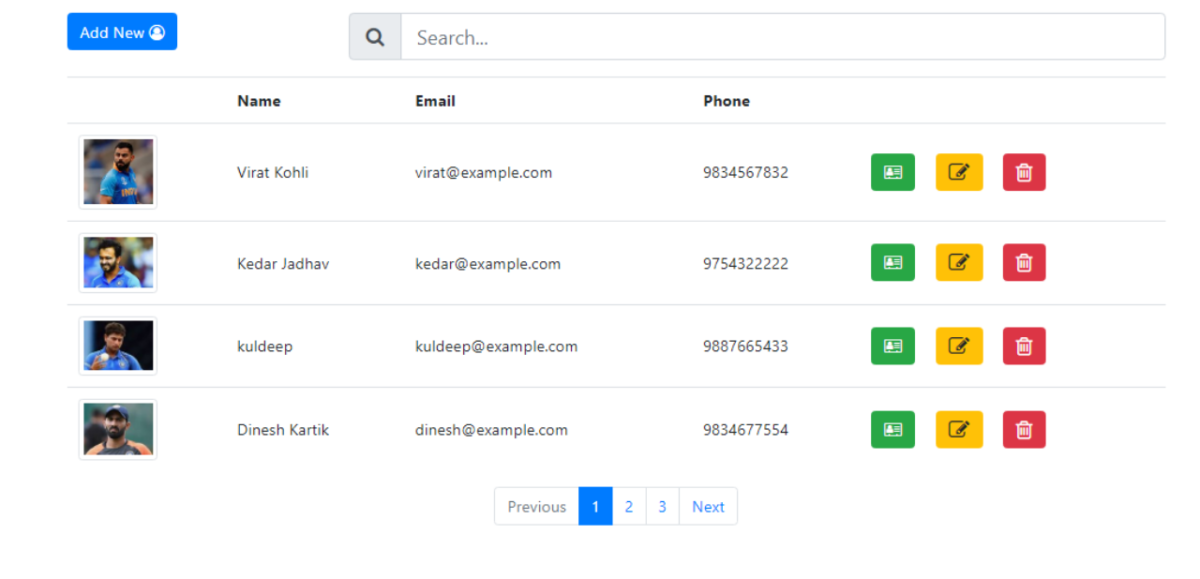 Add New Search...
Name Email Phone
Virat Kohli virat@example.com 9834567832
Kedar Jadhav kedar@example.com 9754322222
kuldeep kuldeep@example.com 9887665433
Dinesh Kartik dinesh@example.com 9834677554
Previous 1 2 3 Next